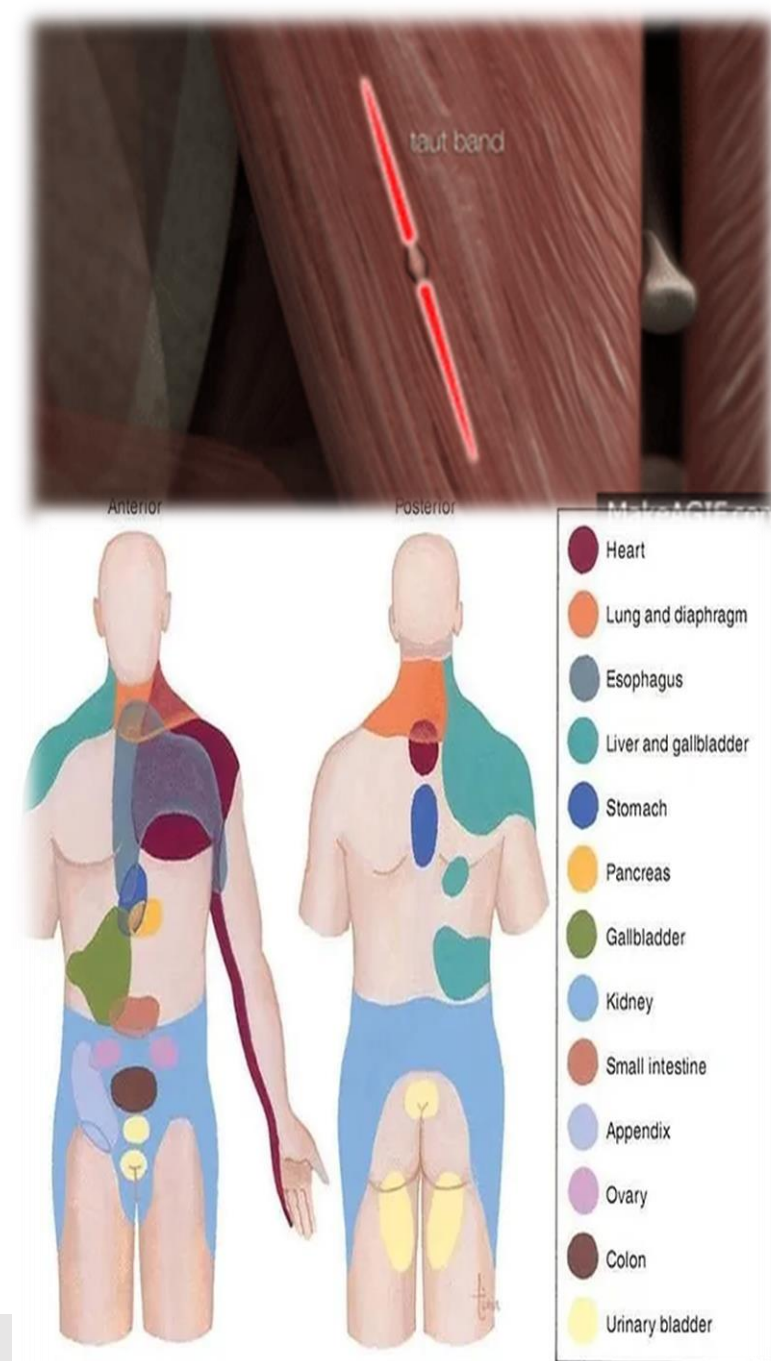 taut band
Anterior
Posterior
Heart
Lung and diaphragm
Esophagus
Liver and gallbladder
Stomach
Pancreas
Gallbladder
Kidney
Small intestine
Appendix
Ovary
Colon
Urinary bladder